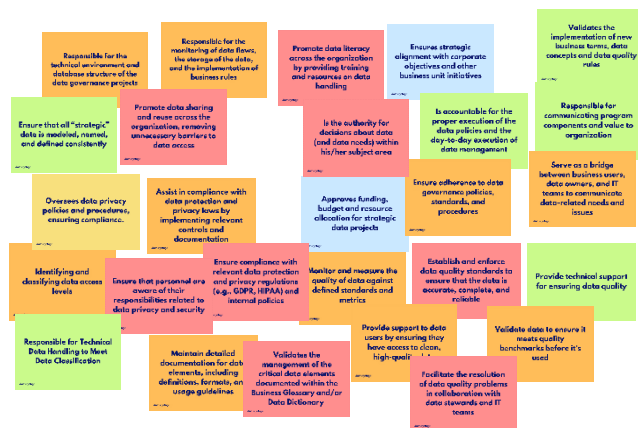 Responsible for the
technical environment and
database structure of the
data governance projects
Responsible for the
monitoring of data flows,
the storage of the data,
and the implementation of
business rules
Promote data literacy
across the organization
by providing training
and resources on data
handling
Ensures strategic
alignment with corporate
objectives and other
business unit initiatives
Validates the
implementation of new
business terms, data
concepts and data quality
rules
Ensure that all "strategic"
data is modeled, named,
and defined consistently
Promote data sharing
and reuse across the
organization, removing
unnecessary barriers to
data access
Is the authority for
decisions about data
(and data needs) within
his/her subject area
Is accountable for the
proper execution of the
data policies and the
day-to-day execution of
data management
Responsible for
communicating program
components and value to
organization
Oversees data privacy
policies and procedures,
ensuring compliance.
Assist in compliance with
data protection and
privacy laws by
implementing relevant
controls and
documentation
Approves funding,
budget and resource
allocation for strategic
data projects
Ensure adherence to data
governance policies,
standards, and
procedures
Serve as a bridge
between business users,
data owners, and IT
teams to communicate
data-related needs and
issues
Identifying and
classifying data access
levels
Ensure that personnel are
aware of their
responsibilities related to
data privacy and security
Ensure compliance with
relevant data protection
and privacy regulations
(e.g., GDPR, HIPAA) and
internal policies
Monitor and measure the
quality of data against
defined standards and
metrics
Establish and enforce
data quality standards to
ensure that the data is
accurate, complete, and
reliable
Provide technical support
for ensuring data quality
Responsible for Technical
Data Handling to Meet
Data Classification
Maintain detailed
documentation for data
elements, including
definitions, formats, and
usage guidelines
Validates the
management of the
critical data elements
documented within the
Business Glossary and/or
Data Dictionary
Provide support to data
users by ensuring they
have access to clean,
Validate data to ensure it
meets quality
benchmarks before it's
used
Facilitate the resolution
of data quality problems
in collaboration with
data stewards and IT
teams